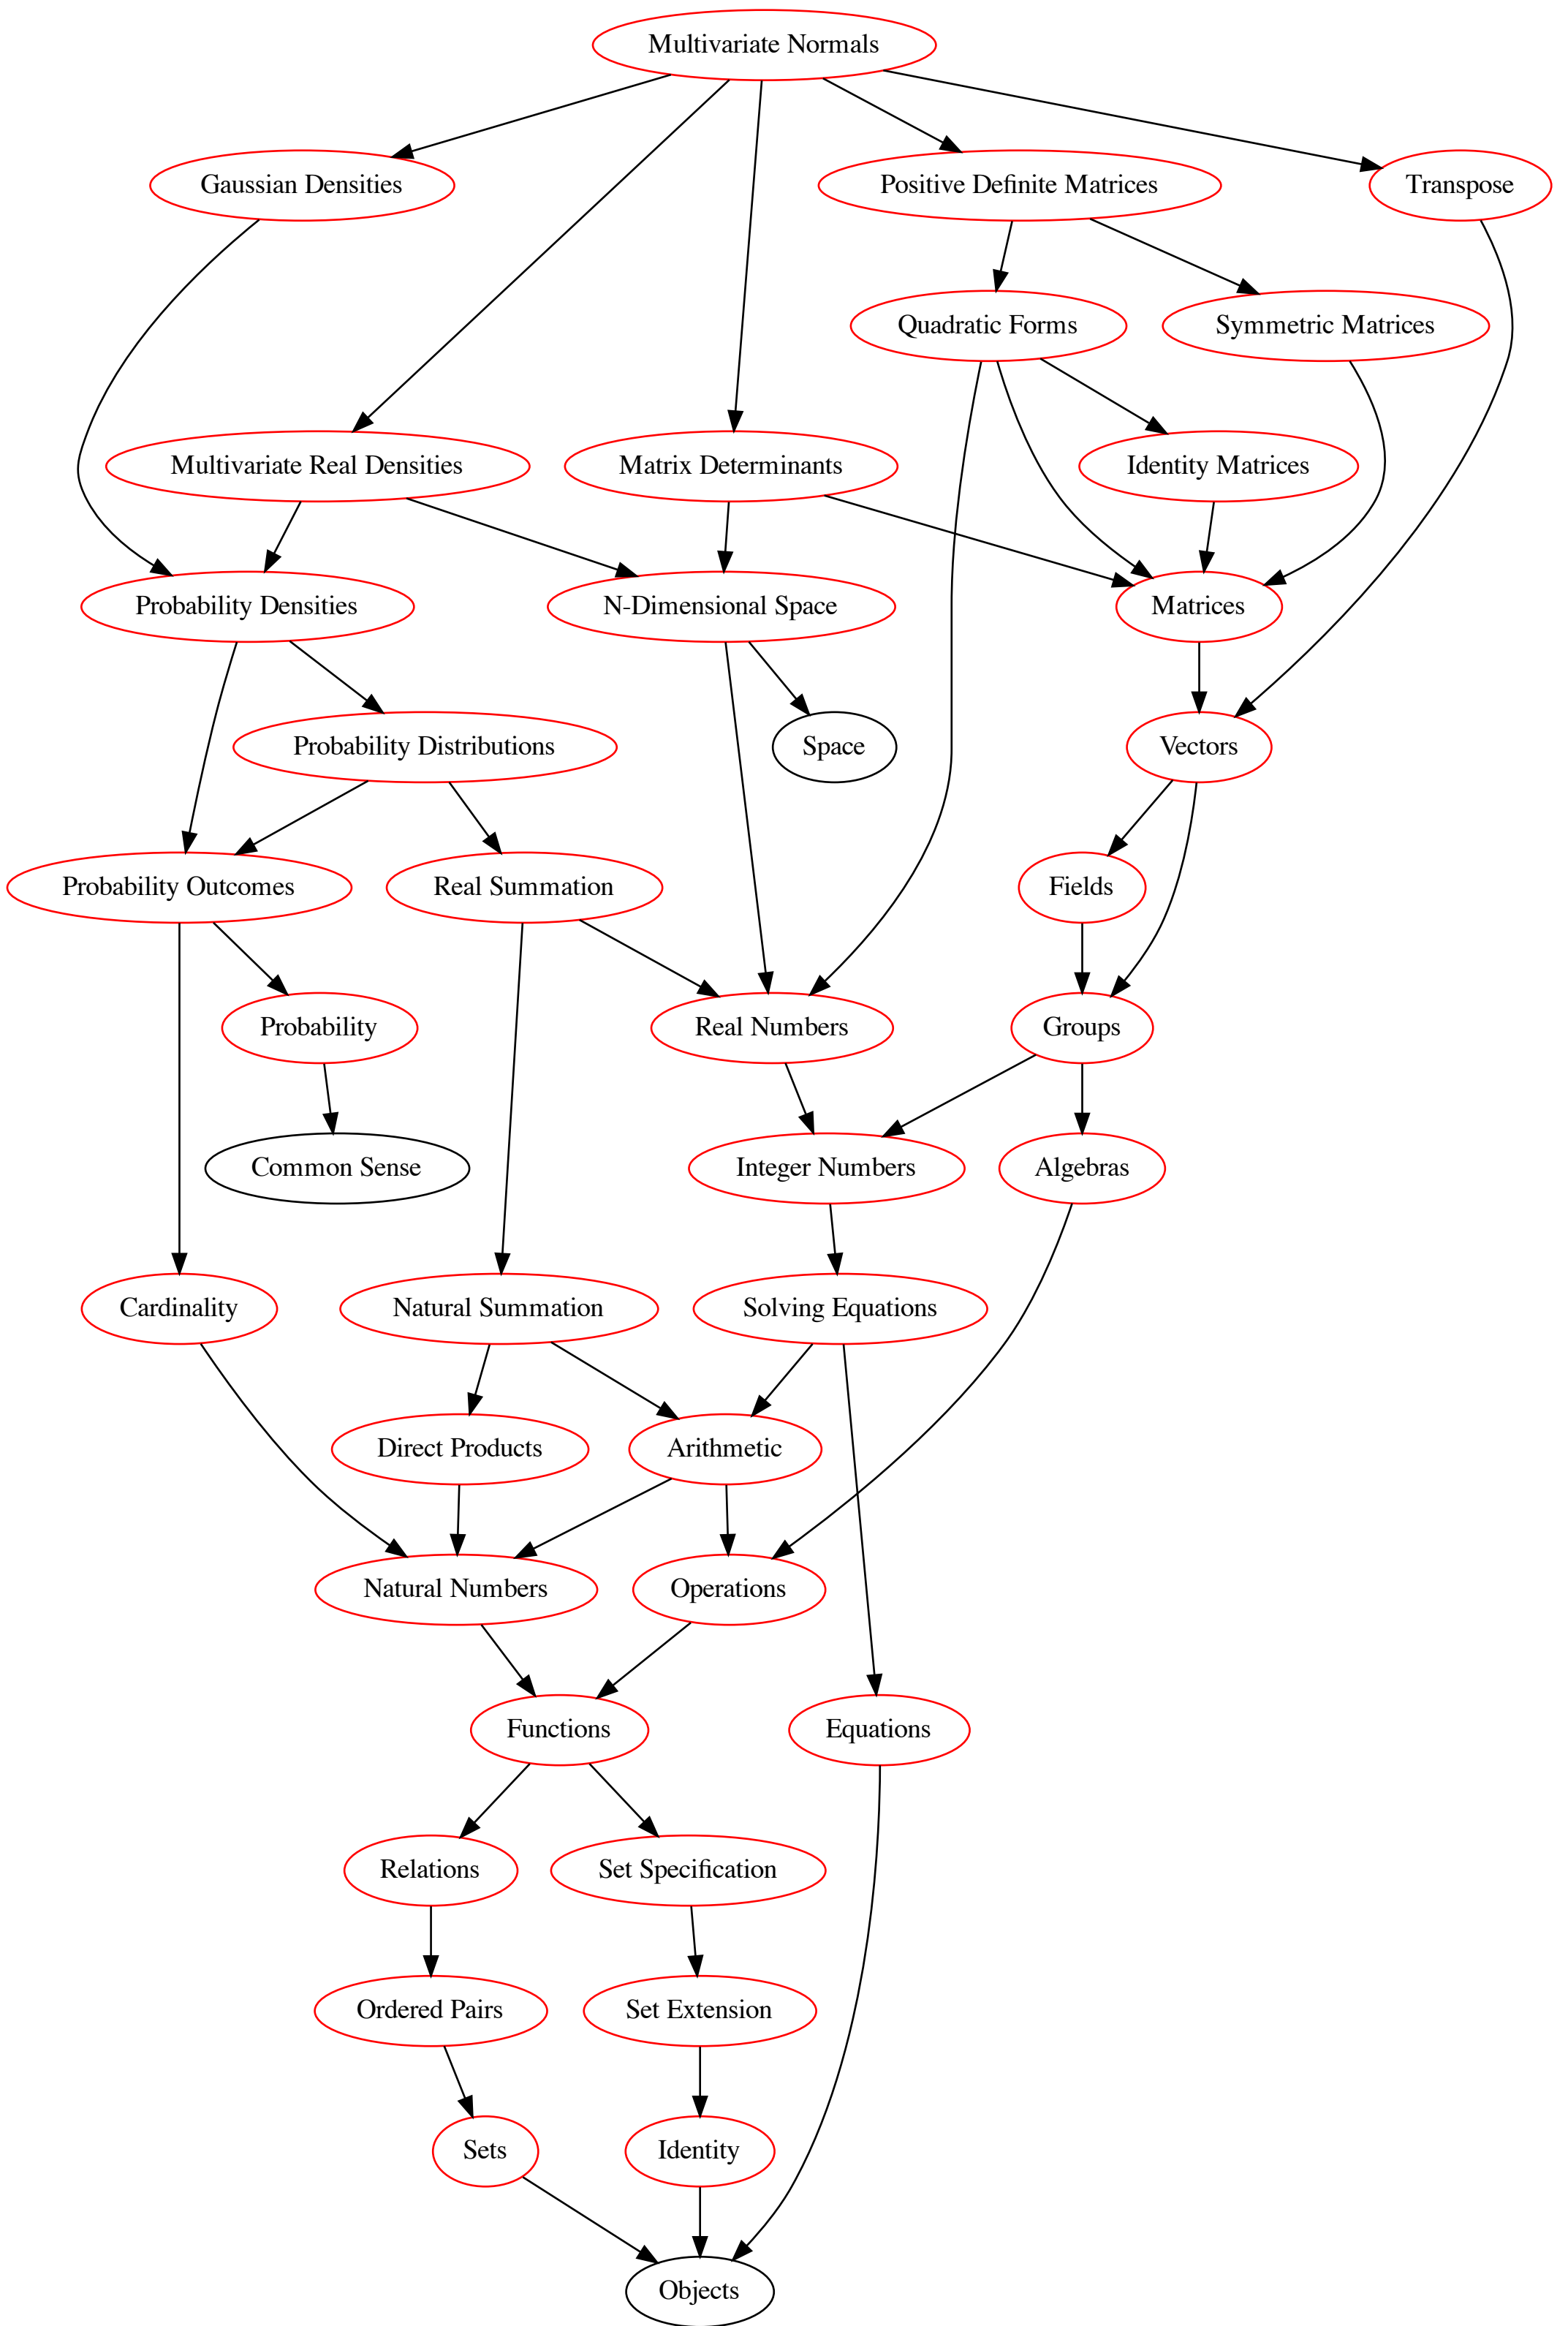 Multivariate Normals
Gaussian Densities
Positive Definite Matrices
Transpose
Quadratic Forms
Symmetric Matrices
Multivariate Real Densities
Matrix Determinants
Identity Matrices
Probability Densities
N-Dimensional Space
Matrices
Probability Distributions
Space
Vectors
Probability Outcomes
Real Summation
Fields
Probability
Real Numbers
Groups
Common Sense
Integer Numbers
Algebras
Cardinality
Natural Summation
Solving Equations
Direct Products
Arithmetic
Natural Numbers
Operations
Functions
Equations
Relations
Set Specification
Ordered Pairs
Set Extension
Sets
Identity
Objects